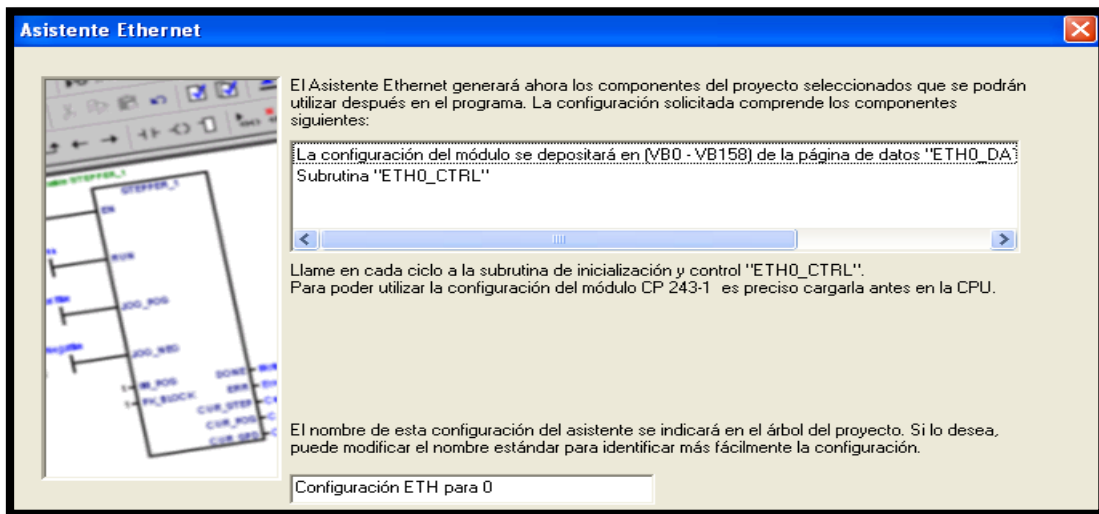 Asistente Ethernet
El Asistente Ethernet generará ahora los componentes del proyecto seleccionados que se podrán
utilizar después en el programa. La configuración solicitada comprende los componentes
siguientes:
La configuración del módulo se depositará en (VB0 - VB158) de la página de datos "ETH0_DAT
Subrutina "ETH0_CTRL"
Llame en cada ciclo a la subrutina de inicialización y control "ETH0_CTRL".
Para poder utilizar la configuración del módulo CP 243-1 es preciso cargarla antes en la CPU.
El nombre de esta configuración del asistente se indicará en el árbol del proyecto. Si lo desea,
puede modificar el nombre estándar para identificar más fácilmente la configuración.
Configuración ETH para 0
STEPPER_1
STEPPER_1
EN
RUN
JOG_POS
JOG_NEG
DONE
ERR
CUR_STEP
CUR_POS
CUR_SPD